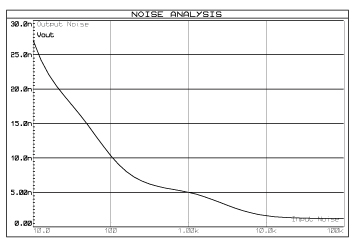 NOISE ANALYSIS
30.0n
Output Noise
Vout
25.0n
20.0n
15.0n
10.0n
5.00n
0.00
Input Noise
10.0 100 1.00k 10.0k 100k